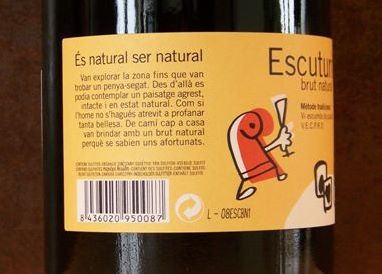 És natural ser natural
Van explorar la zona fins que van
trobar un penya-segat. Des d'allà es
podia contemplar un paisatge agrest,
intacte i en estat natural. Com si
l'home no s'hagués atrevit a profanar
tanta bellesa. De camí cap a casa
van brindar amb un brut natural
perquè se sabien uns afortunats.
8 436020 950087
L - 08ESCBN1
Escutur
brut natura
Mètode tradicional